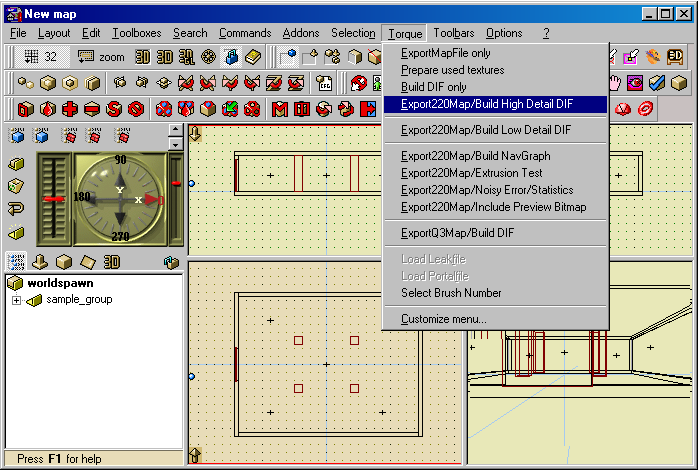 New map
File Layout Edit Toolboxes Search Commands Addons Selection Torque Toolbars Options ?
32 zoom 3D 3D 3D 3D
ExportMapFile only
Prepare used textures
Build DIF only
Export220Map/Build High Detail DIF
Export220Map/Build Low Detail DIF
Export220Map/Build NavGraph
Export220Map/Extrusion Test
Export220Map/Noisy Error/Statistics
Export220Map/Include Preview Bitmap
ExportQ3Map/Build DIF
Load Leakfile
Load Portalfile
Select Brush Number
Customize menu...
90
Y
180 X 0
270
3D
worldspawn
sample_group
Press F1 for help